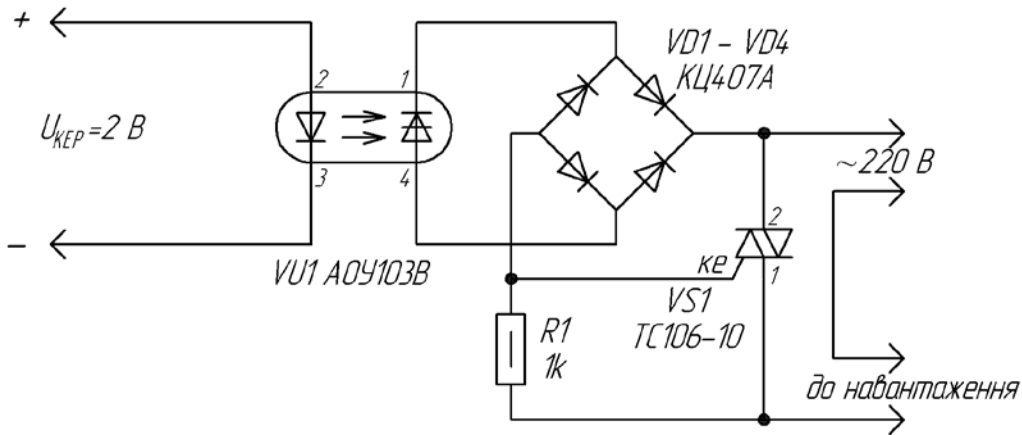 +
U_КЕР=2 В
−
2
3
1
4
VU1 АОУ103В
VD1 – VD4
КЦ407А
~220 В
2
1
ке
VS1
ТС106–10
R1
1k
до навантаження